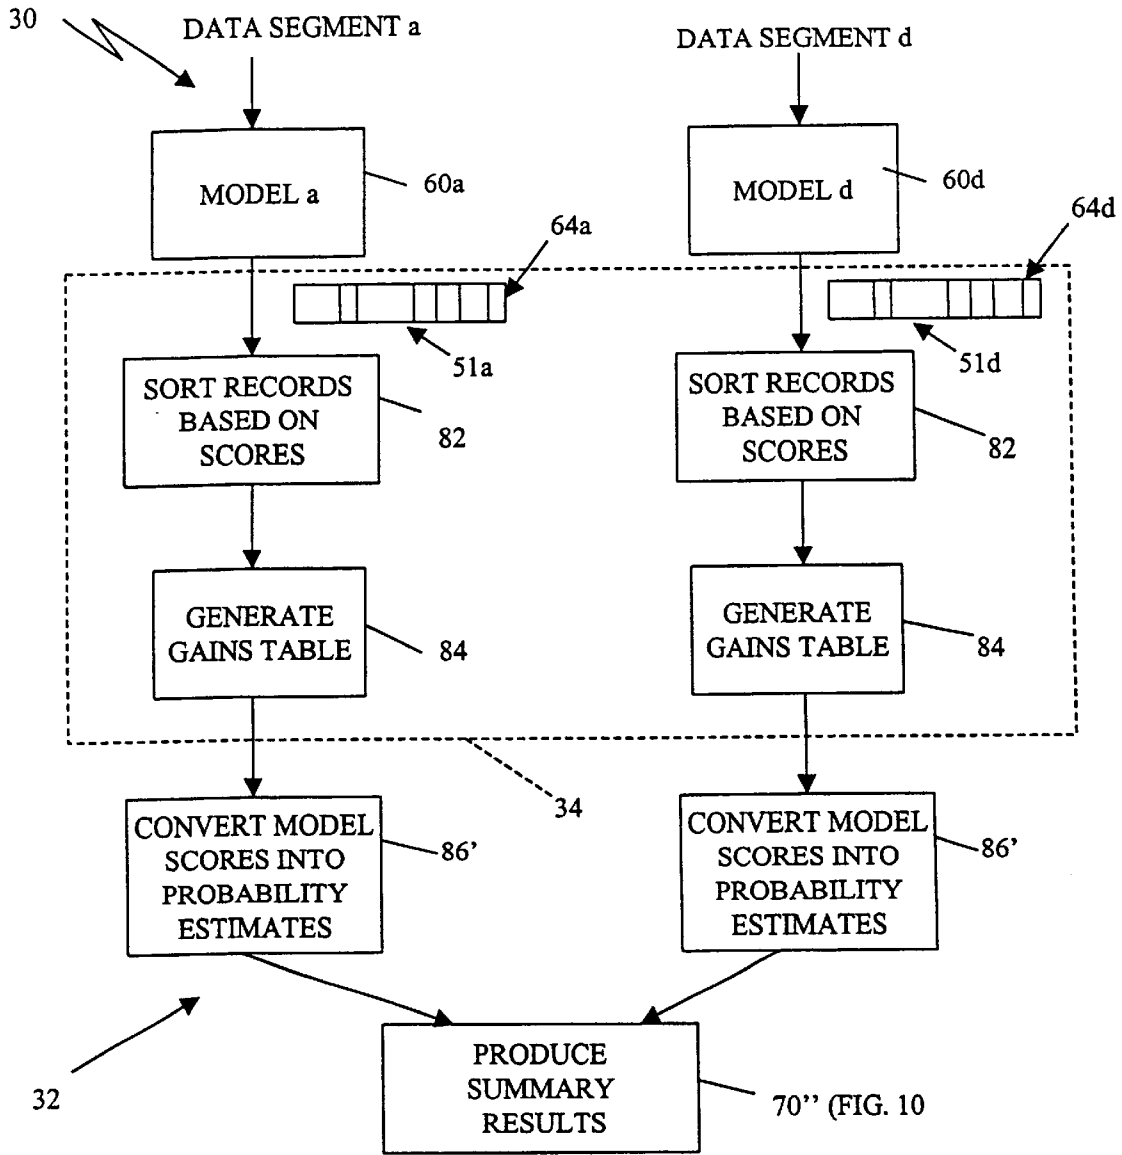 30
DATA SEGMENT a
DATA SEGMENT d
MODEL a
60a
MODEL d
60d
64a
64d
51a
51d
SORT RECORDS
BASED ON
SCORES
82
SORT RECORDS
BASED ON
SCORES
82
GENERATE
GAINS TABLE
84
GENERATE
GAINS TABLE
84
34
CONVERT MODEL
SCORES INTO
PROBABILITY
ESTIMATES
86’
CONVERT MODEL
SCORES INTO
PROBABILITY
ESTIMATES
86’
32
PRODUCE
SUMMARY
RESULTS
70’’ (FIG. 10